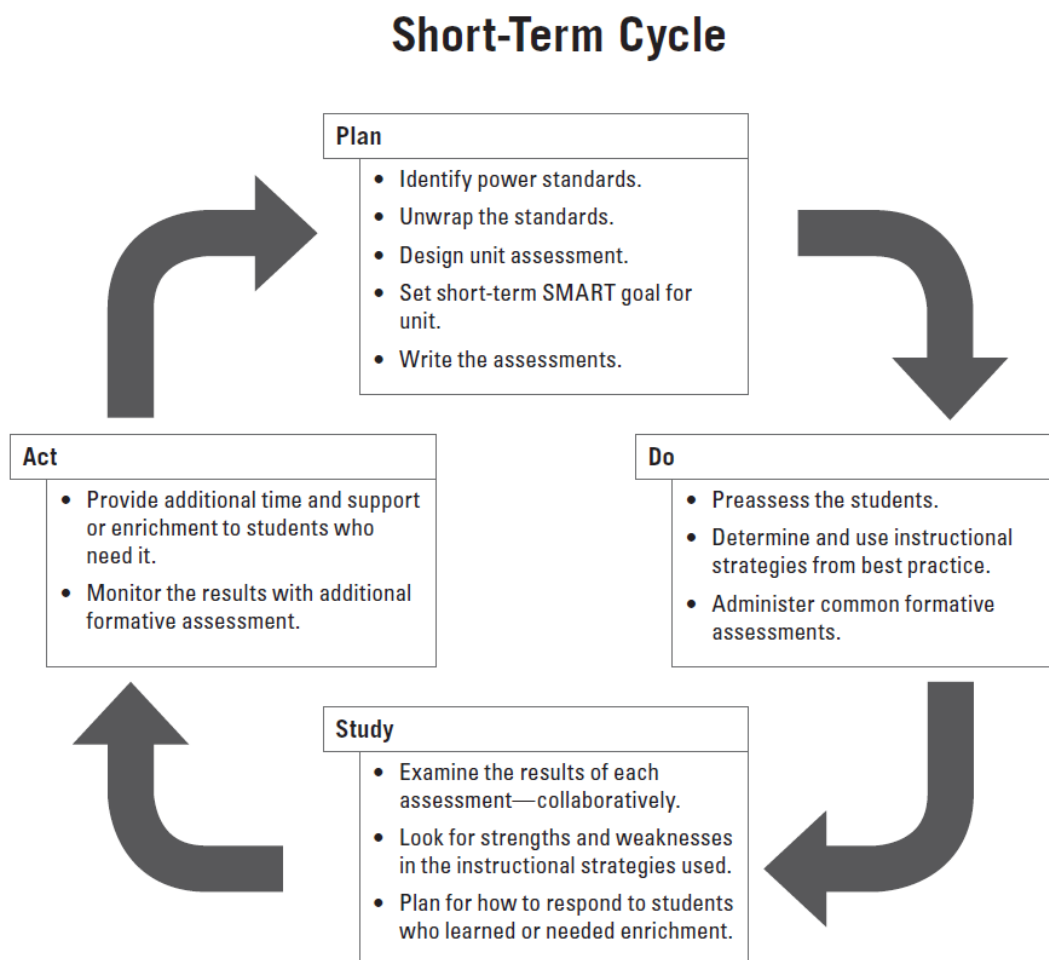 Short-Term Cycle
Plan
• Identify power standards.
• Unwrap the standards.
• Design unit assessment.
• Set short-term SMART goal for
unit.
• Write the assessments.
Do
• Preassess the students.
• Determine and use instructional
strategies from best practice.
• Administer common formative
assessments.
Study
• Examine the results of each
assessment—collaboratively.
• Look for strengths and weaknesses
in the instructional strategies used.
• Plan for how to respond to students
who learned or needed enrichment.
Act
• Provide additional time and support
or enrichment to students who
need it.
• Monitor the results with additional
formative assessment.